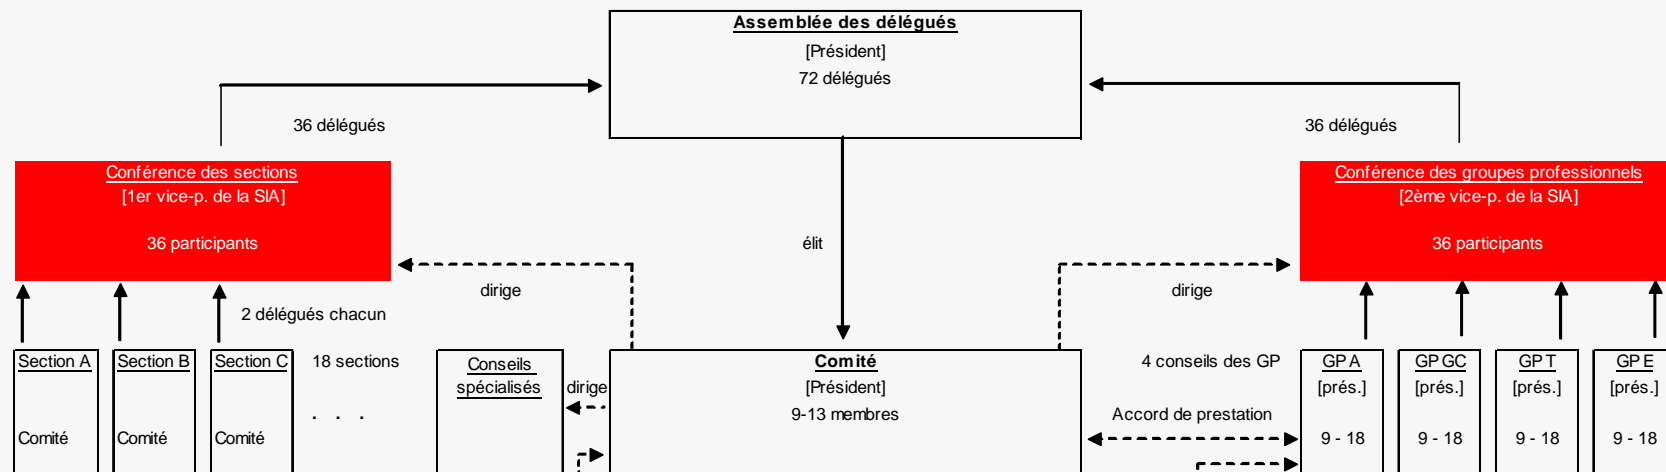 Assemblée des délégués
[Président]
72 délégués
36 délégués
36 délégués
Conférence des sections
[1er vice-p. de la SIA]
36 participants
Conférence des groupes professionnels
[2ème vice-p. de la SIA]
36 participants
élit
dirige
dirige
2 délégués chacun
Section A
Comité
Section B
Comité
Section C
Comité
18 sections
. . .
Conseils
spécialisés
dirige
Comité
[Président]
9-13 membres
4 conseils des GP
Accord de prestation
GP A
[prés.]
9 - 18
GP GC
[prés.]
9 - 18
GP T
[prés.]
9 - 18
GP E
[prés.]
9 - 18